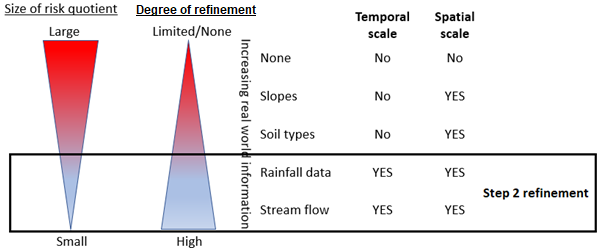 Size of risk quotient
Degree of refinement
Temporal scale
Spatial scale
Large
Limited/None
Increasing real world information
None No No
Slopes No YES
Soil types No YES
Rainfall data YES YES
Step 2 refinement
Stream flow YES YES
Small
High